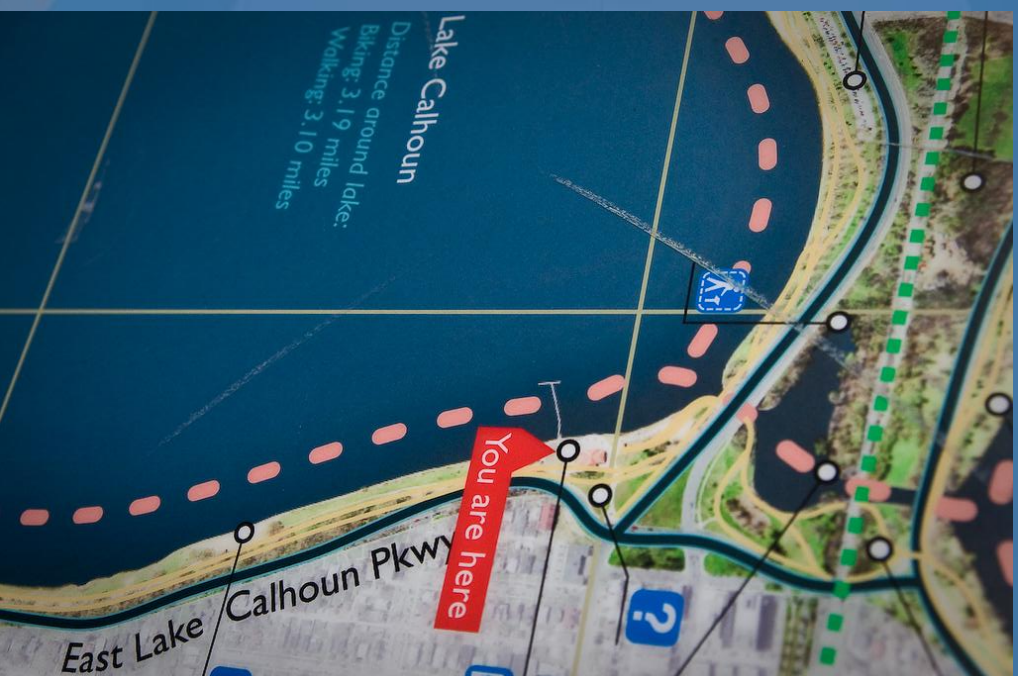 Lake Calhoun
Distance around lake:
Biking: 3.19 miles
Walking: 3.10 miles
You are here
East Lake Calhoun Pkwy
?